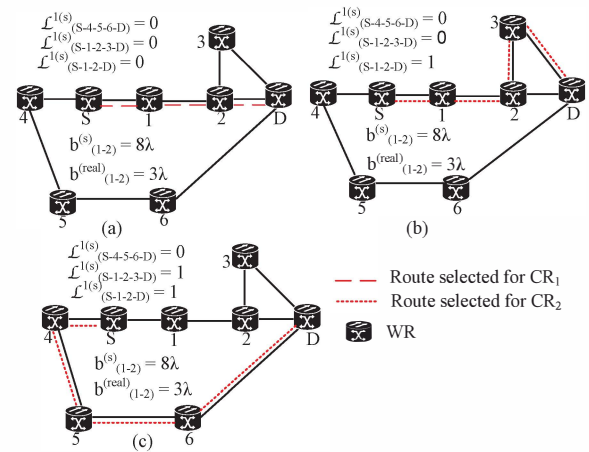 ℒ^1(s)_(S-4-5-6-D) = 0
ℒ^1(s)_(S-1-2-3-D) = 0
ℒ^1(s)_(S-1-2-D) = 0
3
4
S
1
2
D
b^(s)_(1-2) = 8λ
b^(real)_(1-2) = 3λ
5
6
(a)
ℒ^1(s)_(S-4-5-6-D) = 0
ℒ^1(s)_(S-1-2-3-D) = 0
ℒ^1(s)_(S-1-2-D) = 1
3
4
S
1
2
D
b^(s)_(1-2) = 8λ
b^(real)_(1-2) = 3λ
5
6
(b)
ℒ^1(s)_(S-4-5-6-D) = 0
ℒ^1(s)_(S-1-2-3-D) = 1
ℒ^1(s)_(S-1-2-D) = 1
3
4
S
1
2
D
b^(s)_(1-2) = 8λ
b^(real)_(1-2) = 3λ
5
6
(c)
Route selected for CR₁
Route selected for CR₂
WR